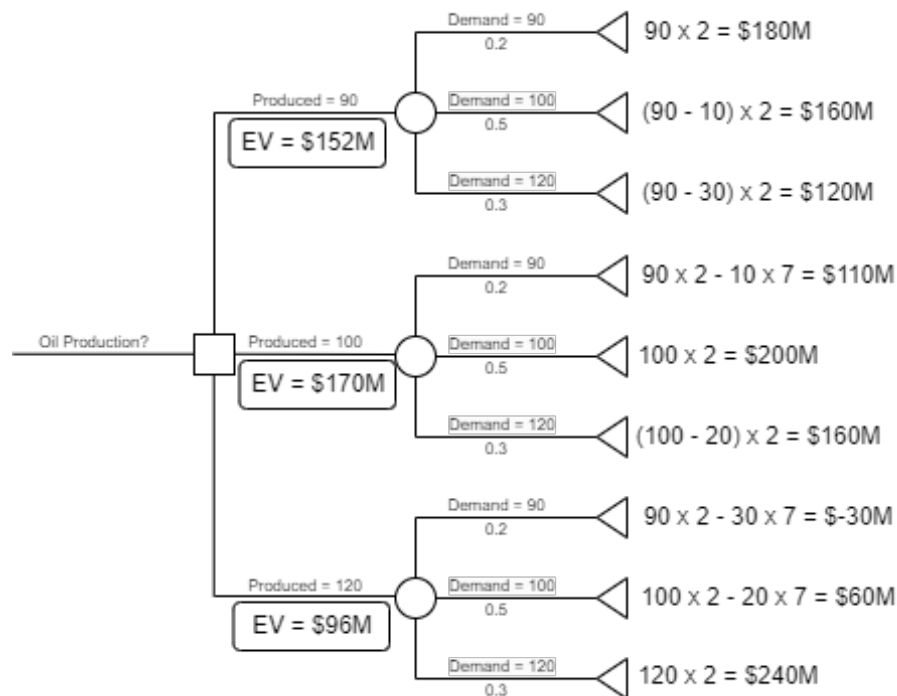 Demand = 90
0.2
90 x 2 = $180M
Produced = 90
EV = $152M
Demand = 100
0.5
(90 - 10) x 2 = $160M
Demand = 120
0.3
(90 - 30) x 2 = $120M
Demand = 90
0.2
90 x 2 - 10 x 7 = $110M
Oil Production?
Produced = 100
EV = $170M
Demand = 100
0.5
100 x 2 = $200M
Demand = 120
0.3
(100 - 20) x 2 = $160M
Demand = 90
0.2
90 x 2 - 30 x 7 = $-30M
Produced = 120
EV = $96M
Demand = 100
0.5
100 x 2 - 20 x 7 = $60M
Demand = 120
0.3
120 x 2 = $240M